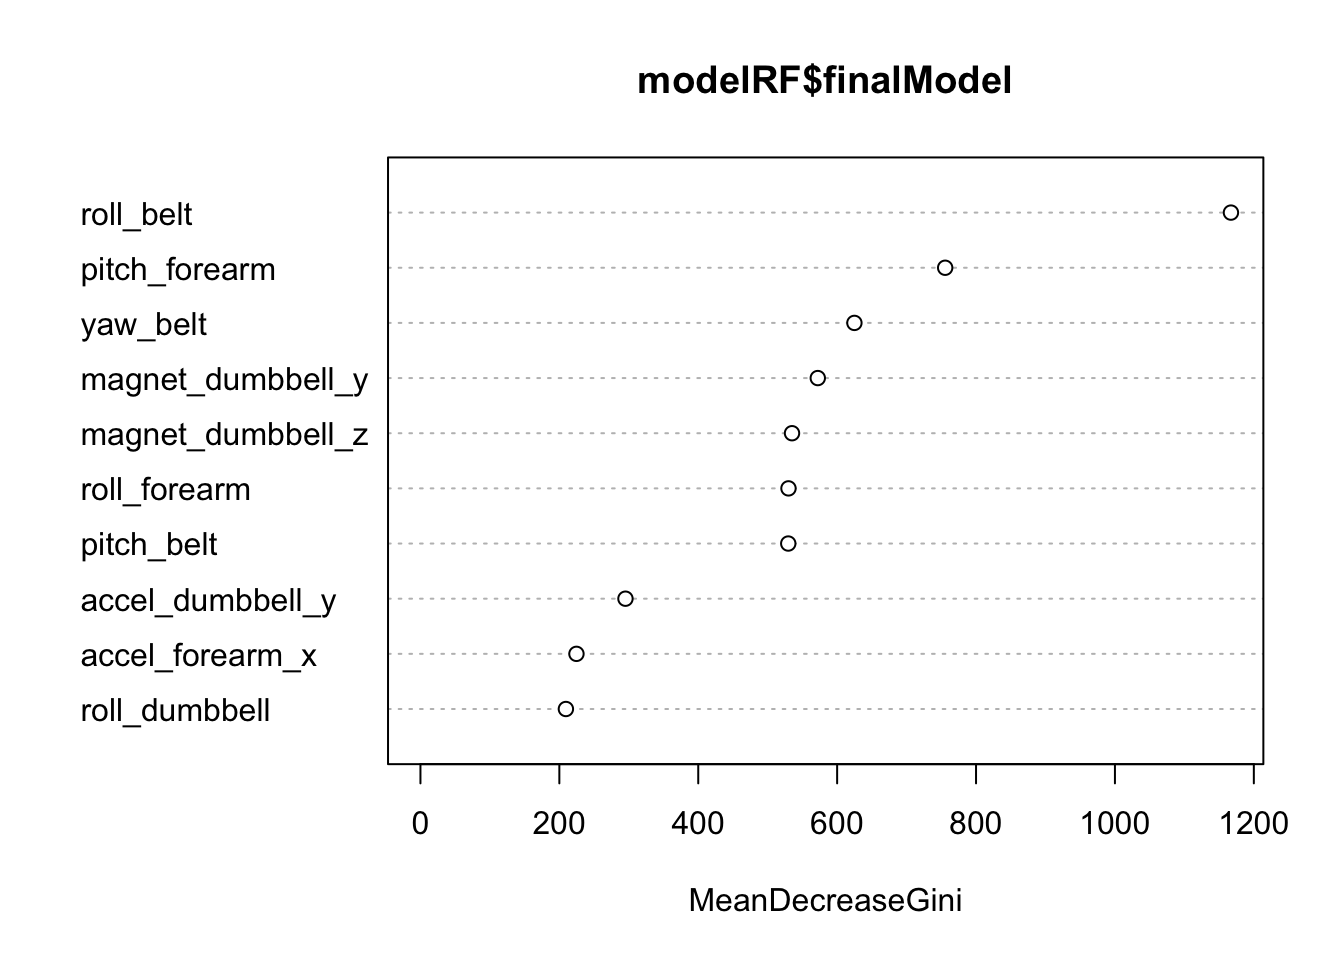 modelRF$finalModel
roll_belt
pitch_forearm
yaw_belt
magnet_dumbbell_y
magnet_dumbbell_z
roll_forearm
pitch_belt
accel_dumbbell_y
accel_forearm_x
roll_dumbbell
0 200 400 600 800 1000 1200
MeanDecreaseGini